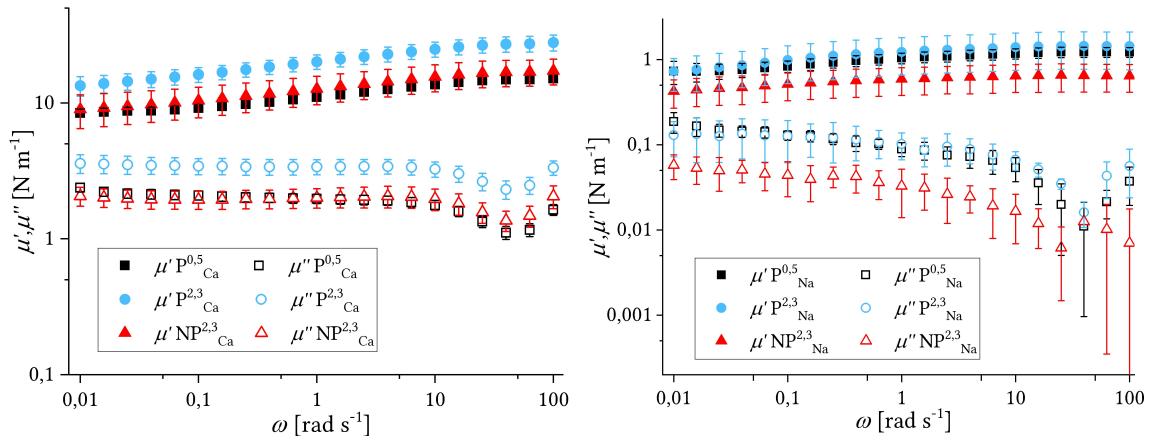 10
1
0,1
μ′,μ″ [N m⁻¹]
0,01 0,1 1 10 100
ω [rad s⁻¹]
μ′ P⁰,⁵Ca μ″ P⁰,⁵Ca
μ′ P²,³Ca μ″ P²,³Ca
μ′ NP²,³Ca μ″ NP²,³Ca
1
0,1
0,01
0,001
μ′,μ″ [N m⁻¹]
0,01 0,1 1 10 100
ω [rad s⁻¹]
μ′ P⁰,⁵Na μ″ P⁰,⁵Na
μ′ P²,³Na μ″ P²,³Na
μ′ NP²,³Na μ″ NP²,³Na